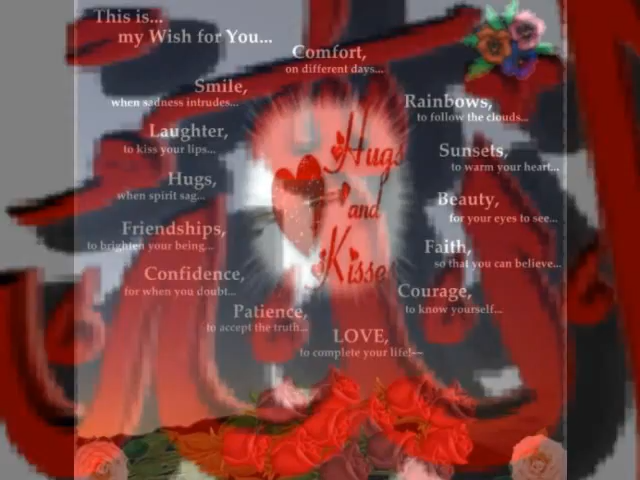 This is...
my Wish for You...
Comfort,
on different days...
Smile,
when sadness intrudes...
Rainbows,
to follow the clouds...
Laughter,
to kiss your lips...
Sunsets,
to warm your heart...
Hugs,
when spirit sag...
Beauty,
for your eyes to see...
Friendships,
to brighten your being...
Faith,
so that you can believe...
Confidence,
for when you doubt...
Courage,
to know yourself...
Patience,
to accept the truth...
LOVE,
to complete your life!~~
Hugs
and
Kisses